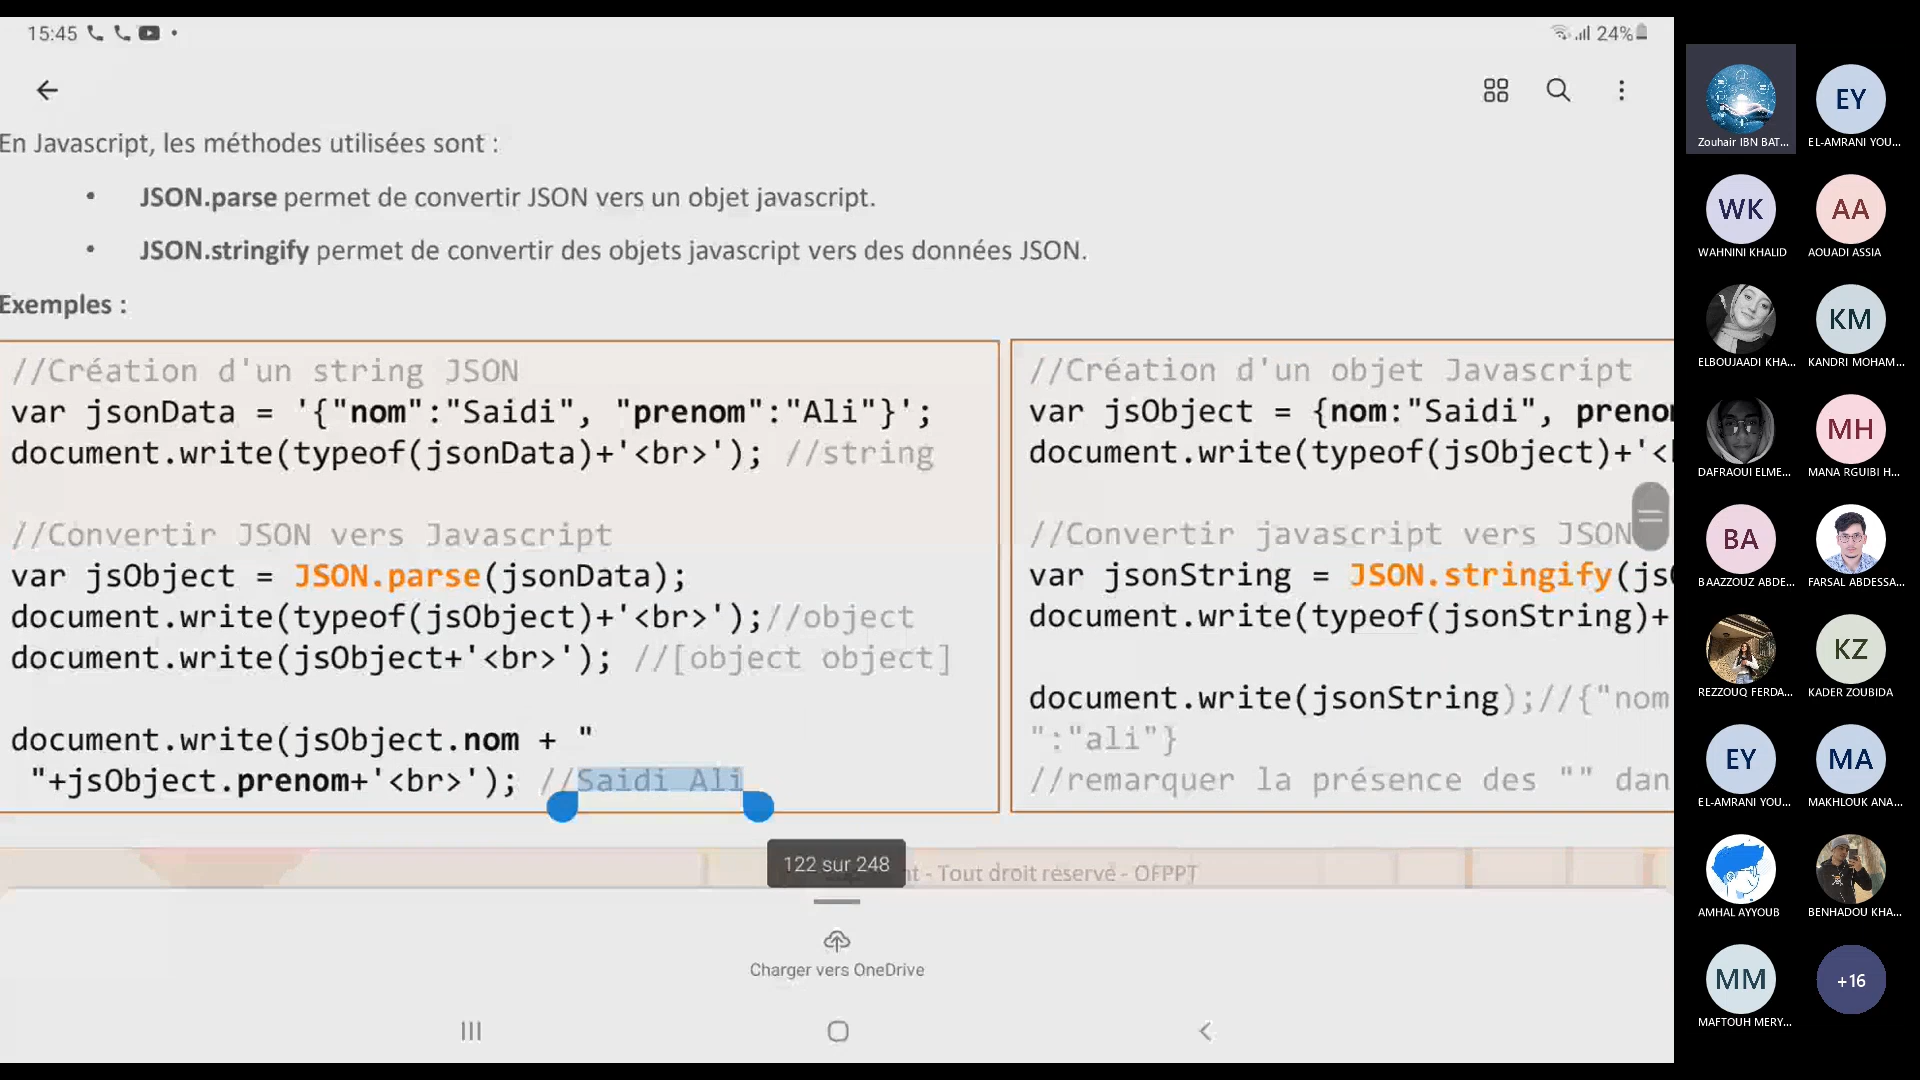 15:45
24%
En Javascript, les méthodes utilisées sont :
• JSON.parse permet de convertir JSON vers un objet javascript.
• JSON.stringify permet de convertir des objets javascript vers des données JSON.
Exemples :
//Création d'un string JSON
var jsonData = '{"nom":"Saidi", "prenom":"Ali"}';
document.write(typeof(jsonData)+'<br>'); //string
//Convertir JSON vers Javascript
var jsObject = JSON.parse(jsonData);
document.write(typeof(jsObject)+'<br>');//object
document.write(jsObject+'<br>'); //[object object]
document.write(jsObject.nom + "
"+jsObject.prenom+'<br>'); //Saidi Ali
//Création d'un objet Javascript
var jsObject = {nom:"Saidi", preno
document.write(typeof(jsObject)+'<
//Convertir javascript vers JSON
var jsonString = JSON.stringify(js
document.write(typeof(jsonString)+
document.write(jsonString);//{"nom
":"ali"}
//remarquer la présence des "" dan
122 sur 248
nt - Tout droit réservé - OFPPT
Charger vers OneDrive
Zouhair IBN BAT...
EY
EL-AMRANI YOU...
WK
WAHNINI KHALID
AA
AOUADI ASSIA
ELBOUJAADI KHA...
KM
KANDRI MOHAM...
DAFRAOUI ELME...
MH
MANA RGUIBI H...
BA
BAAZZOUZ ABDE...
FARSAL ABDESSA...
REZZOUQ FERDA...
KZ
KADER ZOUBIDA
EY
EL-AMRANI YOU...
MA
MAKHLOUK ANA...
AMHAL AYYOUB
BENHADOU KHA...
MM
MAFTOUH MERY...
+16